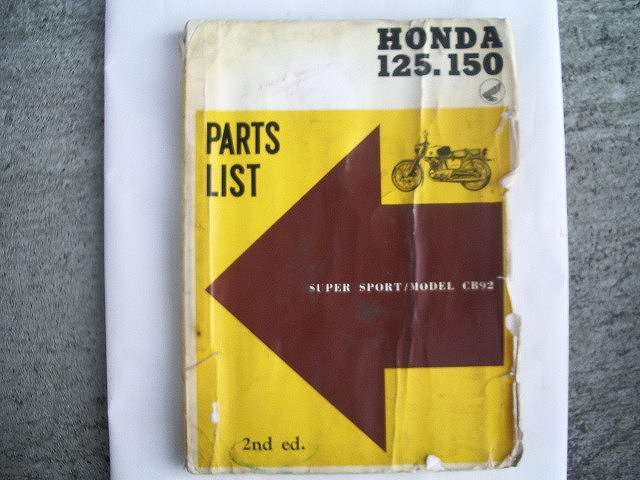 HONDA
125.150
PARTS
LIST
SUPER SPORT/MODEL CB92
2nd ed.